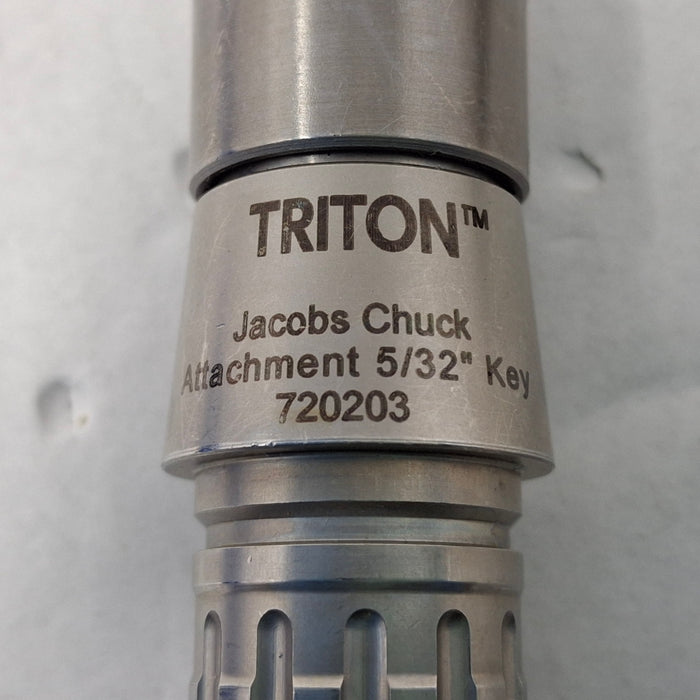 TRITON™
Jacobs Chuck
Attachment 5/32" Key
720203